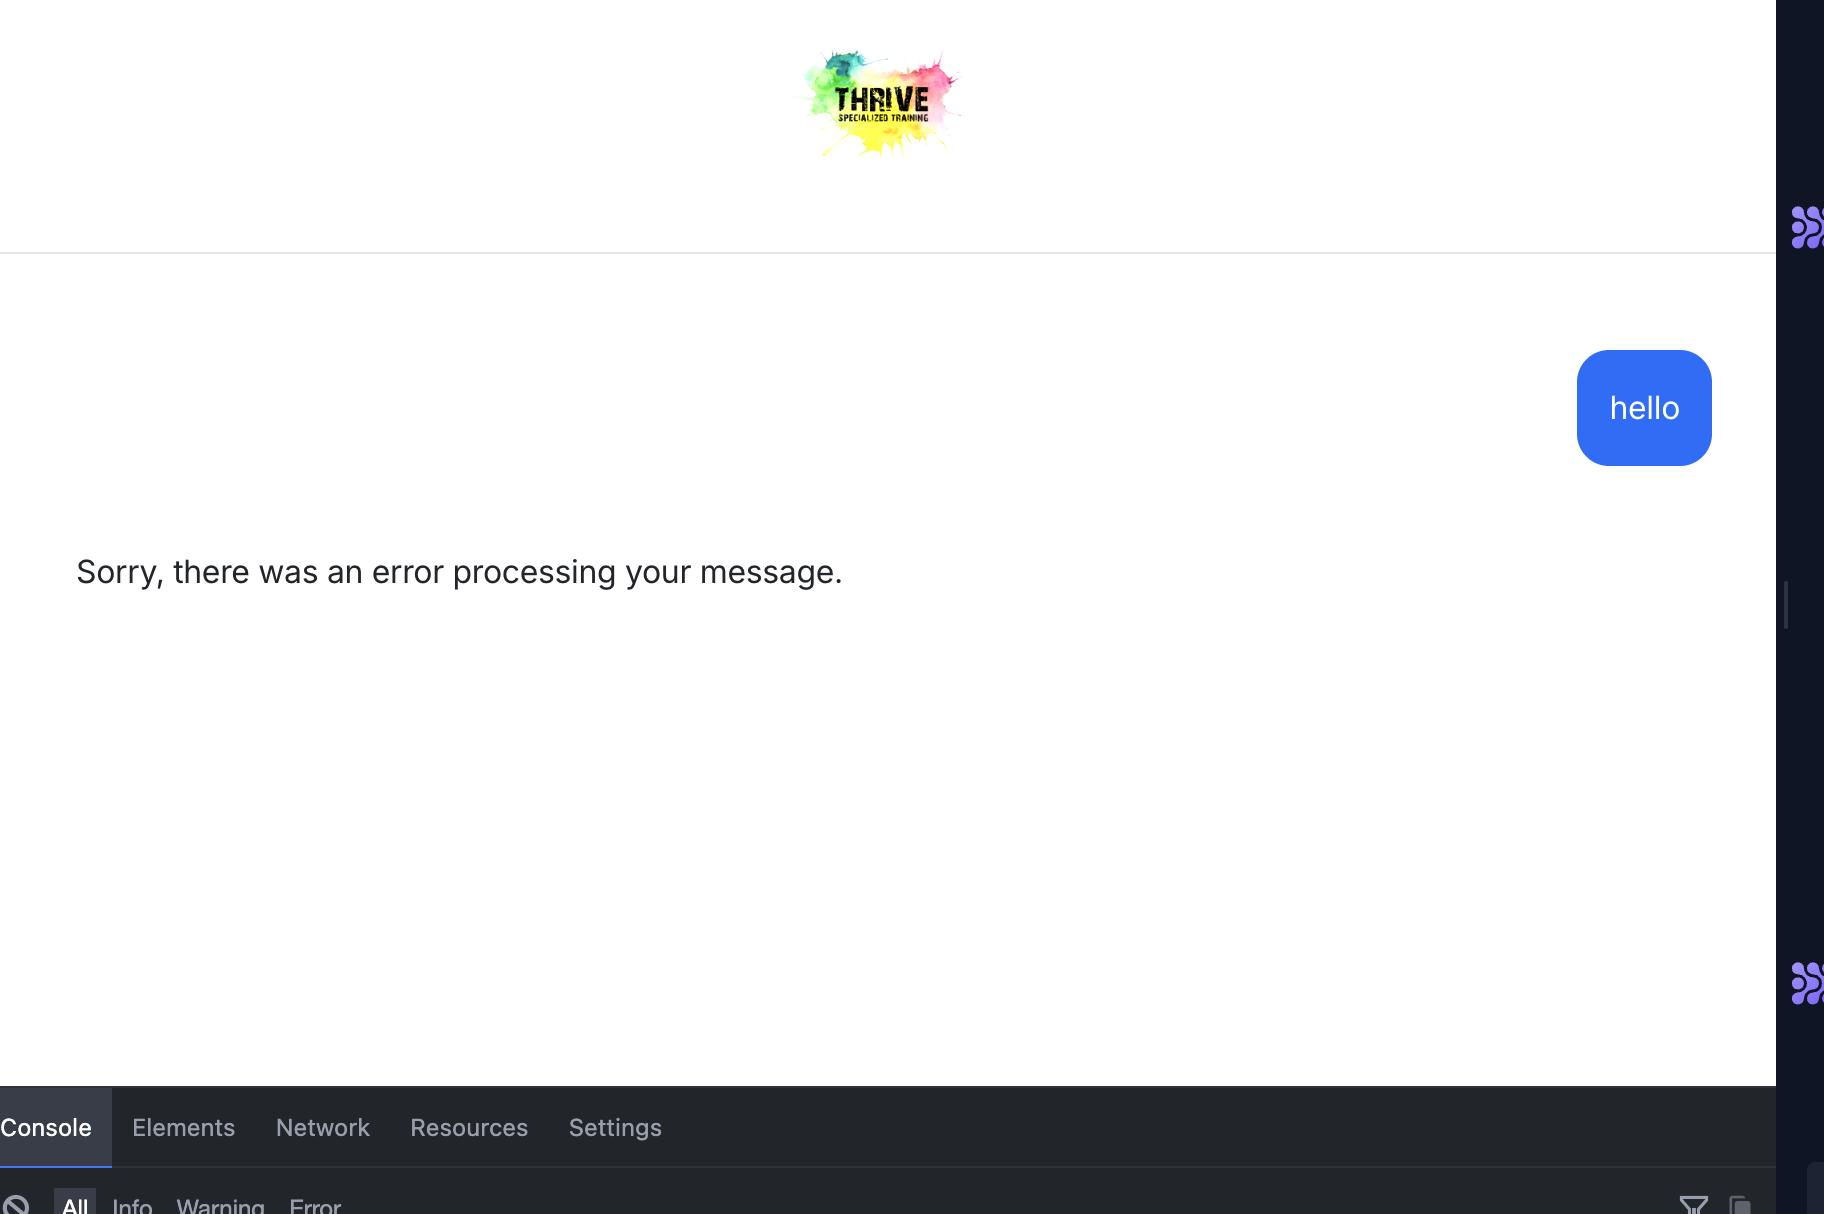 THRIVE
SPECIALIZED TRAINING
hello
Sorry, there was an error processing your message.
Console Elements Network Resources Settings
All Info Warning Error